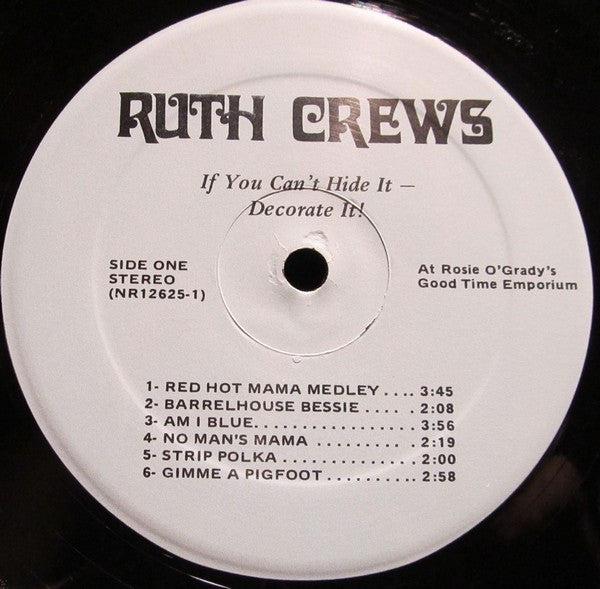 RUTH CREWS
If You Can't Hide It —
Decorate It!
SIDE ONE
STEREO
(NR12625-1)
At Rosie O'Grady's
Good Time Emporium
1- RED HOT MAMA MEDLEY .... 3:45
2- BARRELHOUSE BESSIE ..... 2:08
3- AM I BLUE................ 3:56
4- NO MAN'S MAMA .......... 2:19
5- STRIP POLKA ............. 2:00
6- GIMME A PIGFOOT.......... 2:58